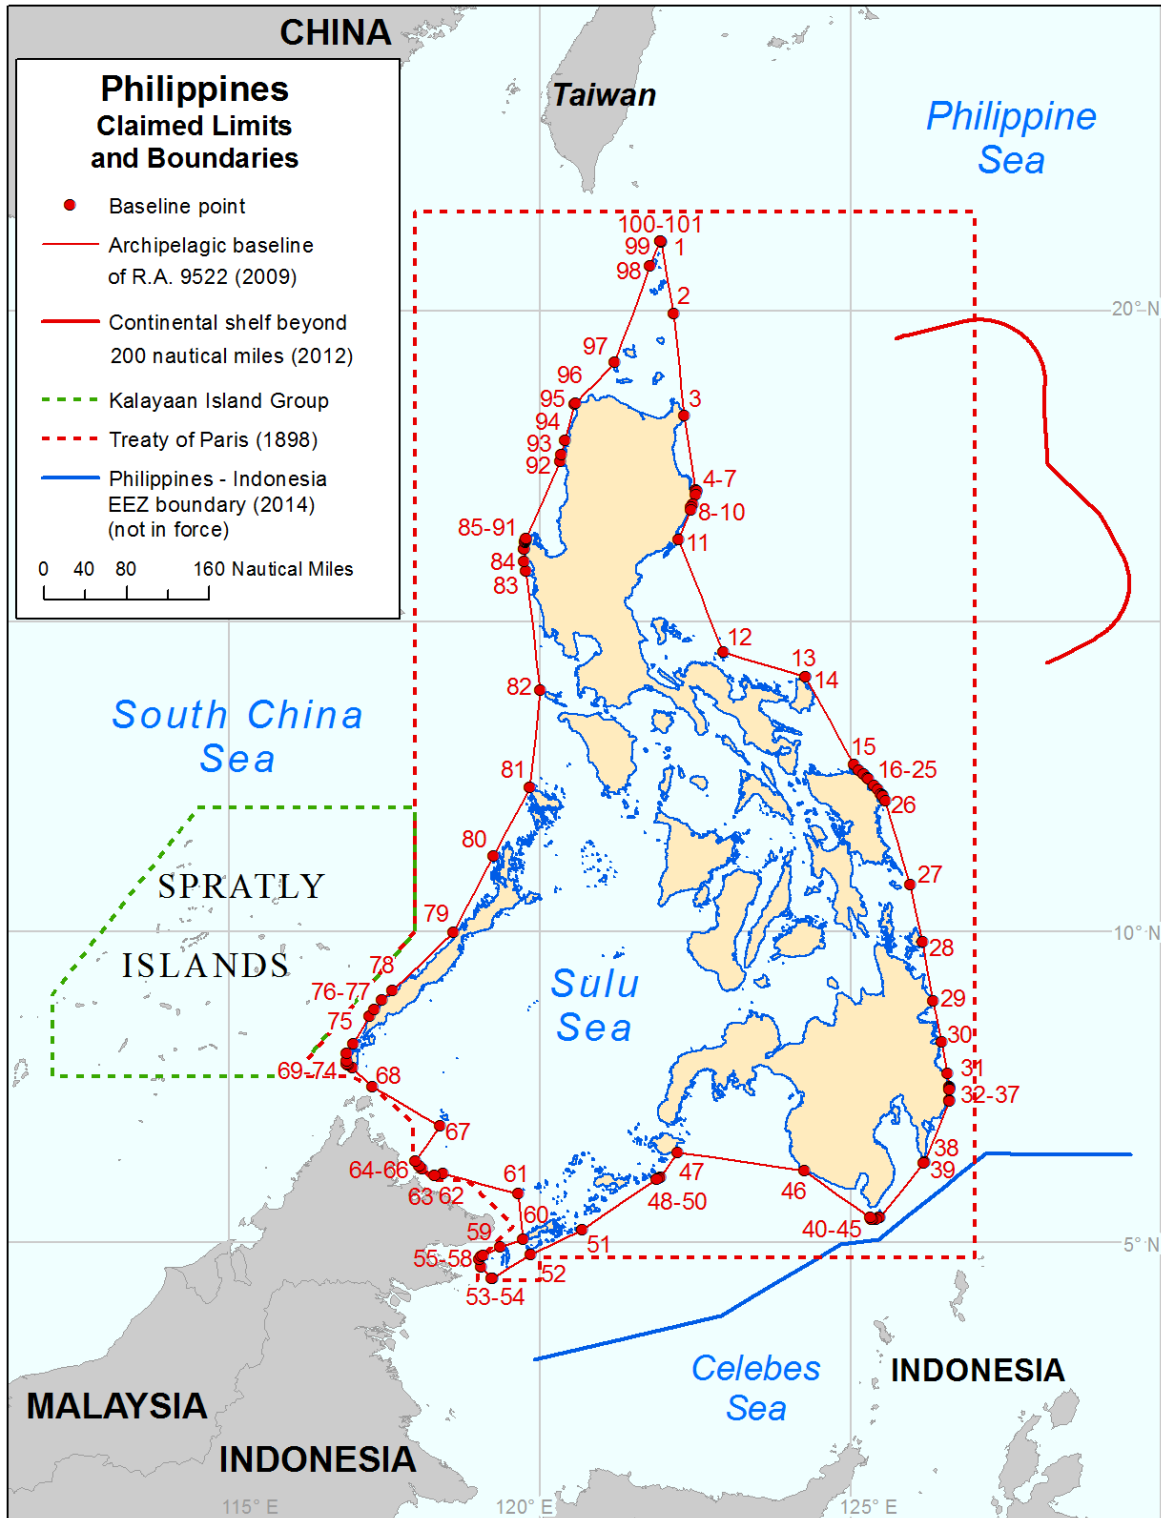 CHINA
Taiwan
Philippine
Sea
Philippines
Claimed Limits
and Boundaries
Baseline point
Archipelagic baseline
of R.A. 9522 (2009)
Continental shelf beyond
200 nautical miles (2012)
Kalayaan Island Group
Treaty of Paris (1898)
Philippines - Indonesia
EEZ boundary (2014)
(not in force)
0 40 80 160 Nautical Miles
100-101
99
1
98
2
20° N
97
96
95
3
94
93
92
4-7
8-10
85-91
11
84
83
12
13
14
82
South China
Sea
15
81
16-25
26
80
SPRATLY
27
79
10° N
28
ISLANDS
78
Sulu
Sea
76-77
29
75
30
31
69-74
68
32-37
67
38
39
64-66
47
46
63 62
61
48-50
60
40-45
59
51
5° N
55-58
52
53-54
Celebes
Sea
INDONESIA
MALAYSIA
INDONESIA
115° E
120° E
125° E